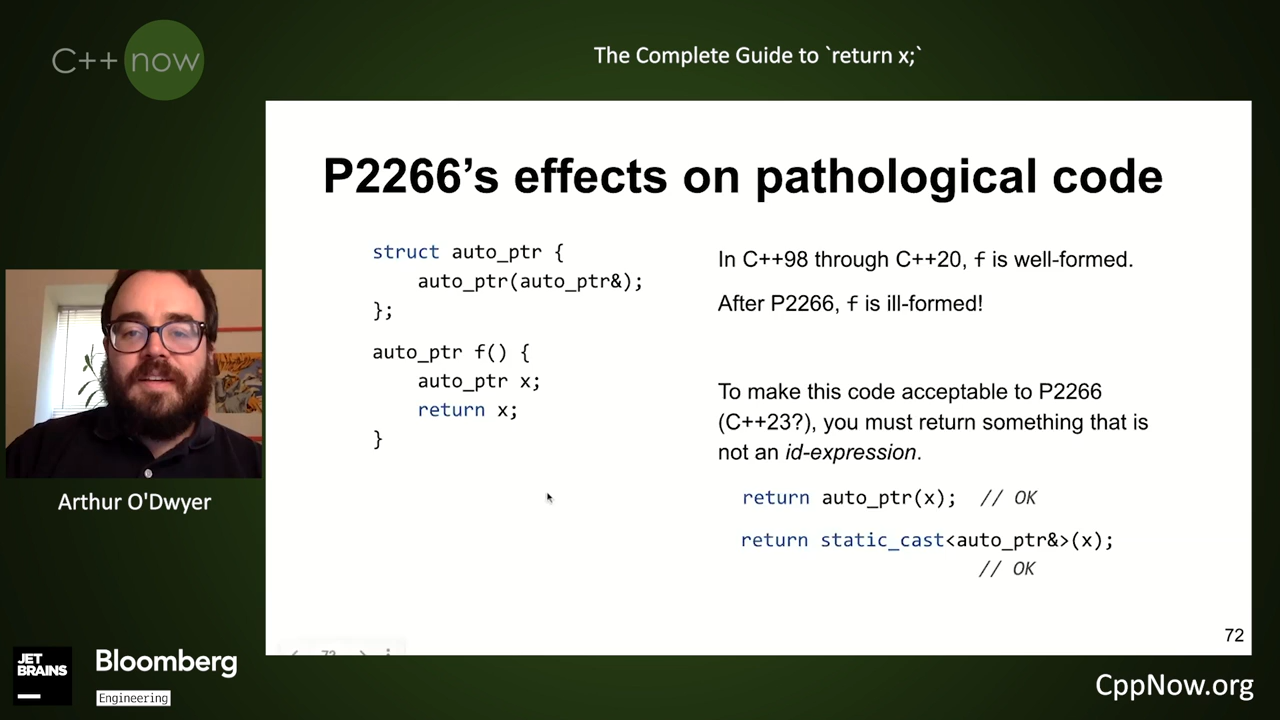 C++ now
The Complete Guide to `return x;`
P2266's effects on pathological code
struct auto_ptr {
    auto_ptr(auto_ptr&);
};
auto_ptr f() {
    auto_ptr x;
    return x;
}
In C++98 through C++20, f is well-formed.
After P2266, f is ill-formed!
To make this code acceptable to P2266
(C++23?), you must return something that is
not an id-expression.
return auto_ptr(x);  // OK
return static_cast<auto_ptr&>(x);
// OK
72
Arthur O'Dwyer
JET
BRAINS
Bloomberg
Engineering
CppNow.org